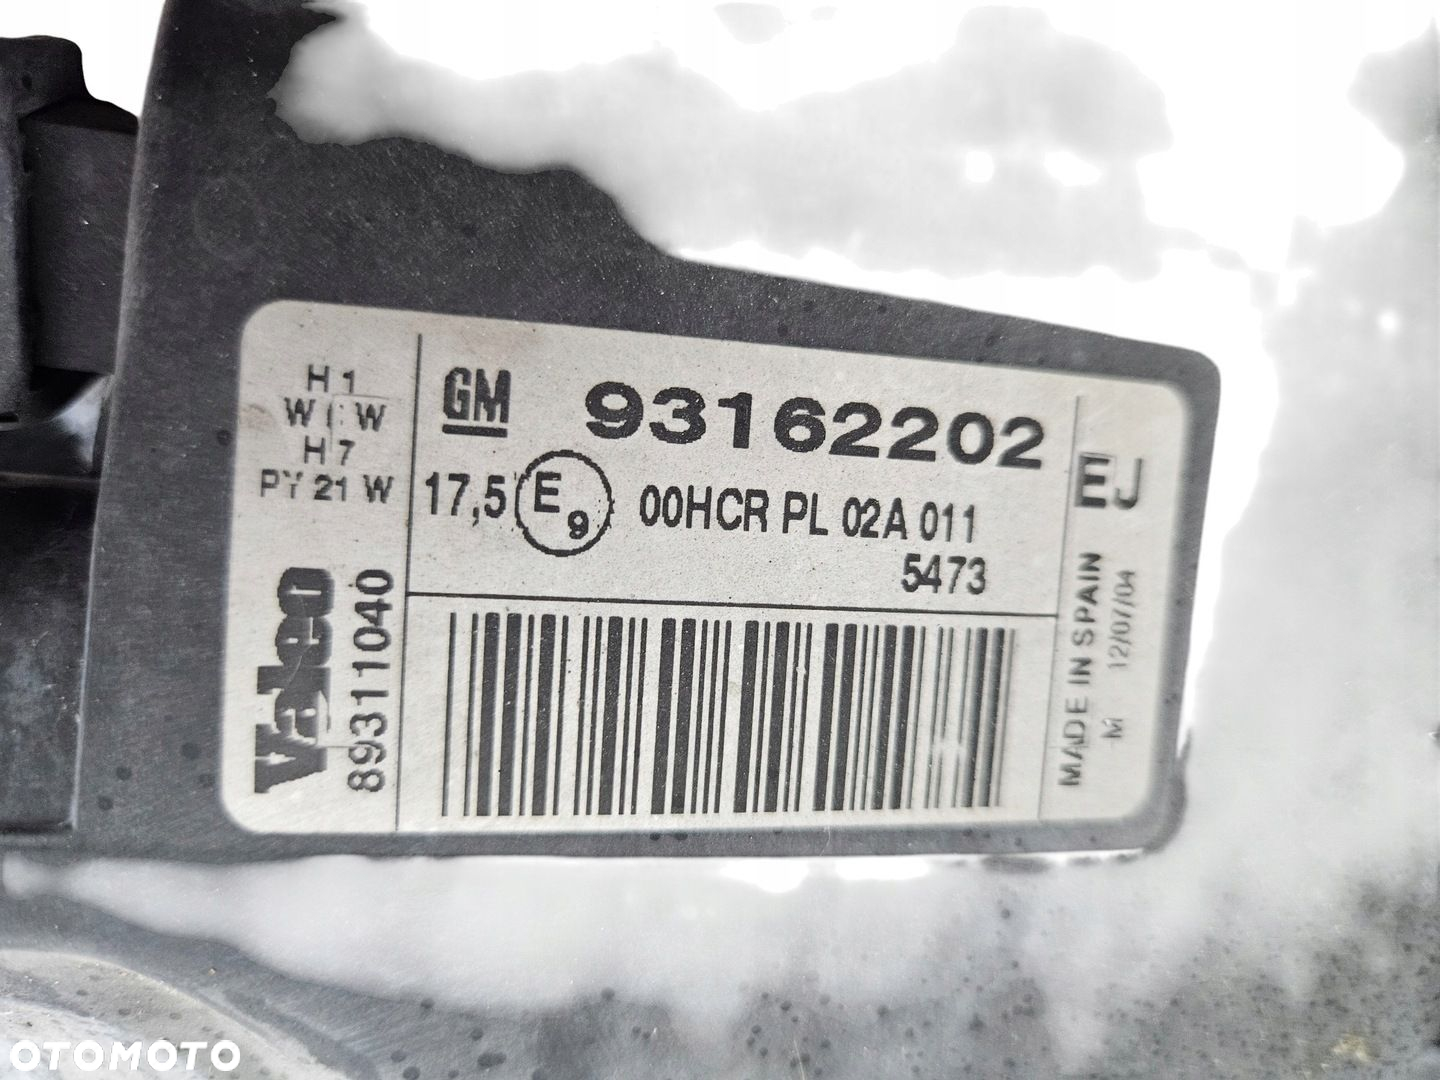 H1
H7
PY 21 W
GM 93162202
17,5 E9 00HCR PL 02A 011
5473
EJ
Valeo
89311040
MADE IN SPAIN
M 12/07/04
OTOMOTO